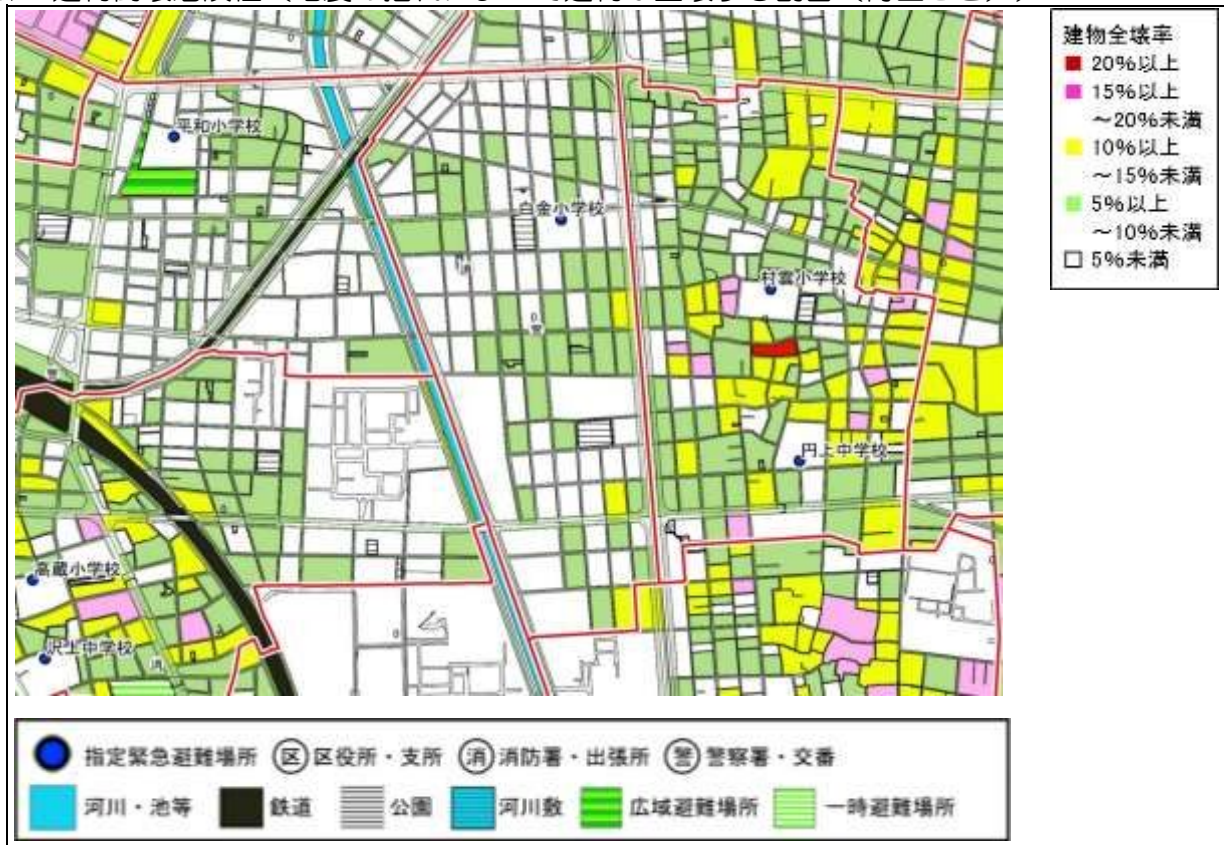 建物全壊率
20%以上
15%以上
～20%未満
10%以上
～15%未満
5%以上
～10%未満
5%未満
平和小学校
白金小学校
村雲小学校
円上中学校
高蔵小学校
沢上中学校
消
指定緊急避難場所 区 区役所・支所 消 消防署・出張所 警 警察署・交番
河川・池等 鉄道 公園 河川敷 広域避難場所 一時避難場所